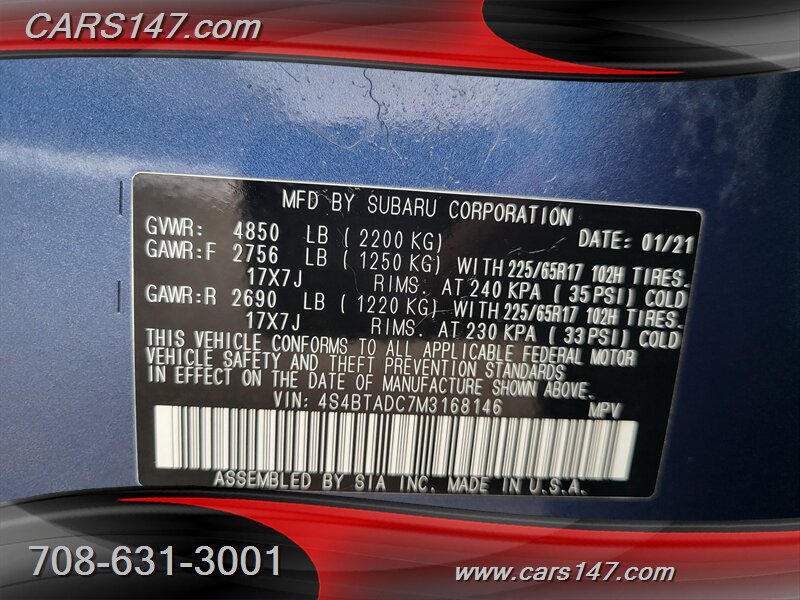 CARS147.com
MFD BY SUBARU CORPORATION
GVWR: 4850 LB (2200 KG) DATE: 01/21
GAWR:F 2756 LB (1250 KG) WITH 225/65R17 102H TIRES.
17X7J RIMS. AT 240 KPA (35PSI) COLD
GAWR:R 2690 LB (1220 KG) WITH 225/65R17 102H TIRES.
17X7J RIMS. AT 230 KPA (33PSI) COLD
THIS VEHICLE CONFORMS TO ALL APPLICABLE FEDERAL MOTOR
VEHICLE SAFETY AND THEFT PREVENTION STANDARDS
IN EFFECT ON THE DATE OF MANUFACTURE SHOWN ABOVE.
VIN: 4S4BTADC7M3168146 MPV
ASSEMBLED BY SIA INC. MADE IN U.S.A.
708-631-3001
www.cars147.com